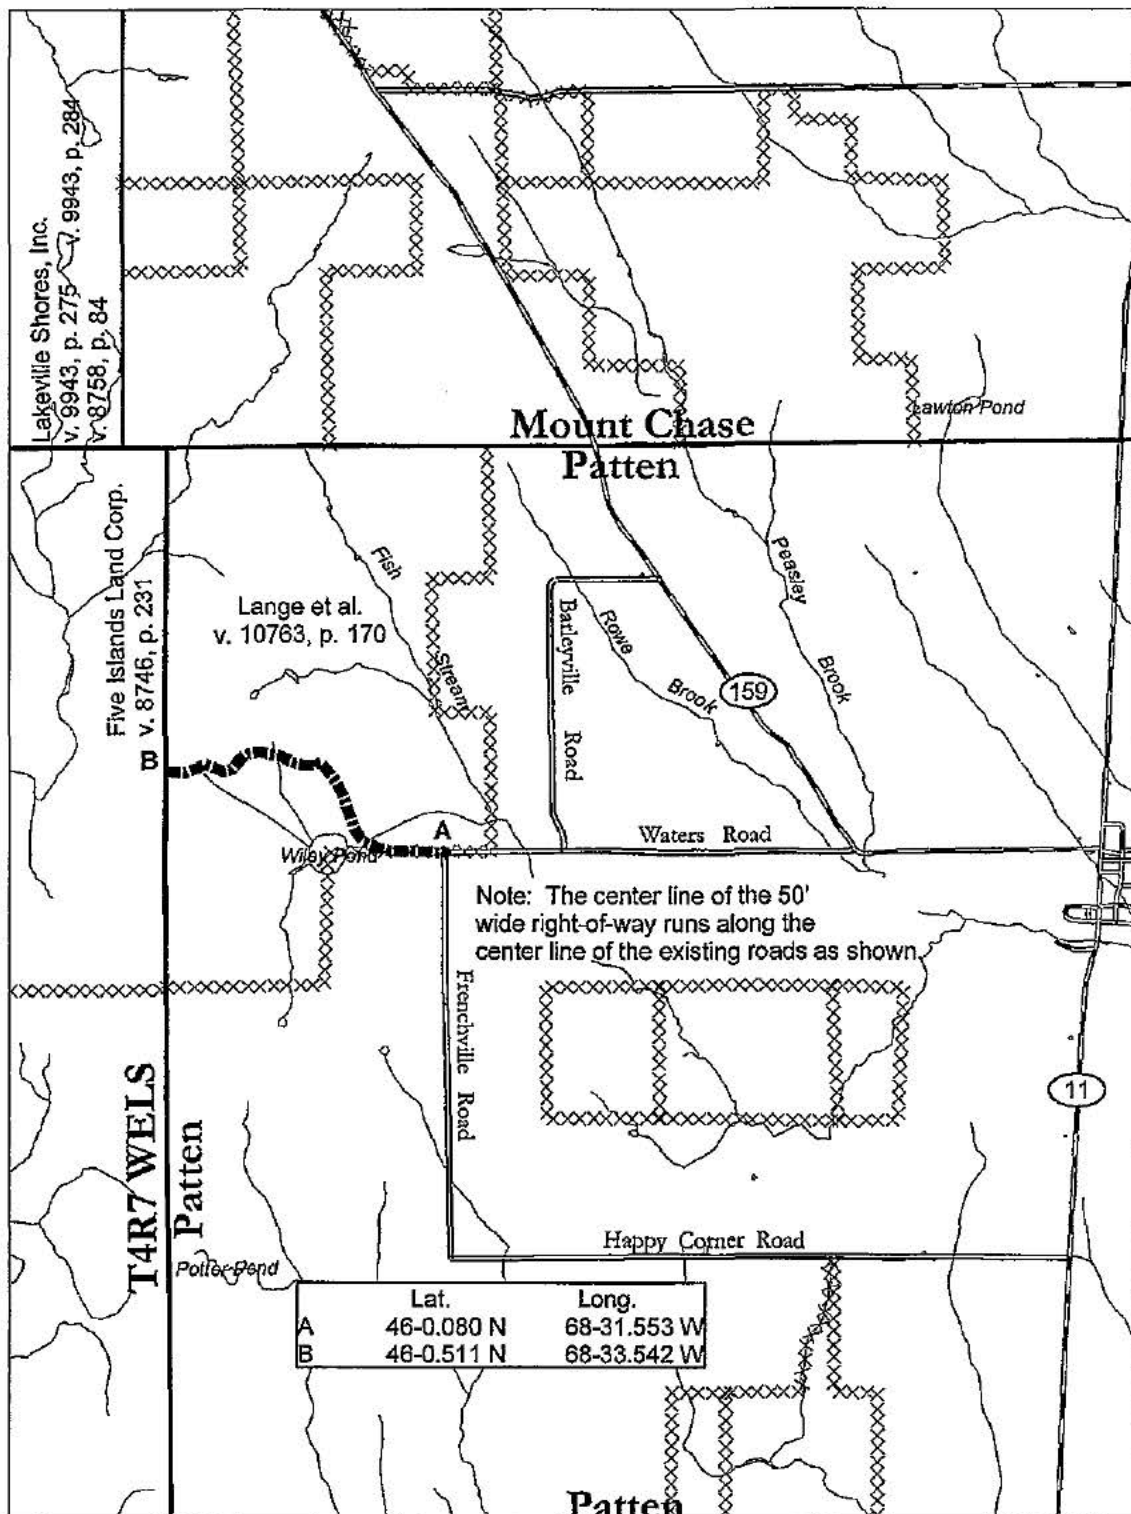 Lakeville Shores, Inc.
v. 9943, p. 275 v. 9943, p. 284
v. 8758, p. 84
Lawton Pond
Mount Chase
Patten
Five Islands Land Corp.
v. 8746, p. 231
Lange et al.
v. 10763, p. 170
Fish
Stream
Barleyville Road
Rowe
Brook
Peasley
Brook
159
B
A
Wiley Pond
Waters Road
Note: The center line of the 50'
wide right-of-way runs along the
center line of the existing roads as shown.
Frenchville Road
11
T4R7 WELS
Patten
Happy Corner Road
Potter Pond
Lat. Long.
A 46-0.080 N 68-31.553 W
B 46-0.511 N 68-33.542 W
Patten